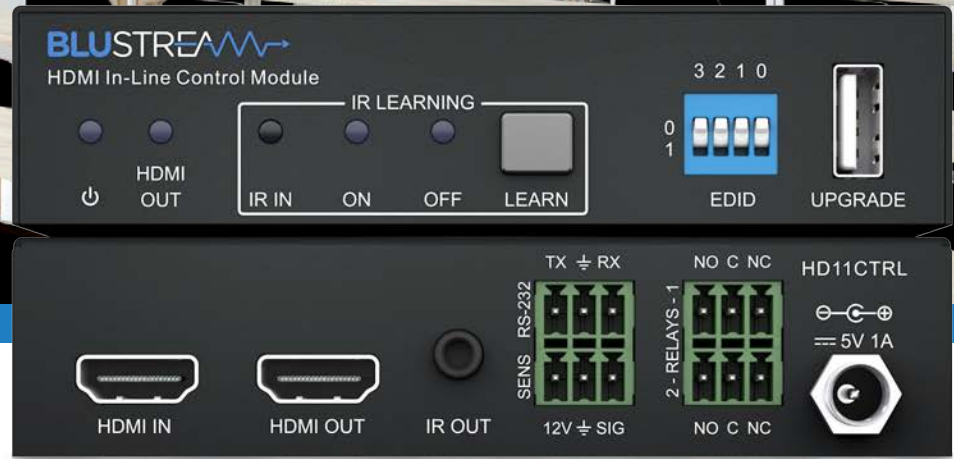 BLUSTREAM
HDMI In-Line Control Module
IR LEARNING
3 2 1 0
0
1
HDMI
OUT
IR IN
ON
OFF
LEARN
EDID
UPGRADE
TX RX
NO C NC
HD11CTRL
RS-232
SENS
2 - RELAYS - 1
5V 1A
HDMI IN
HDMI OUT
IR OUT
12V SIG
NO C NC